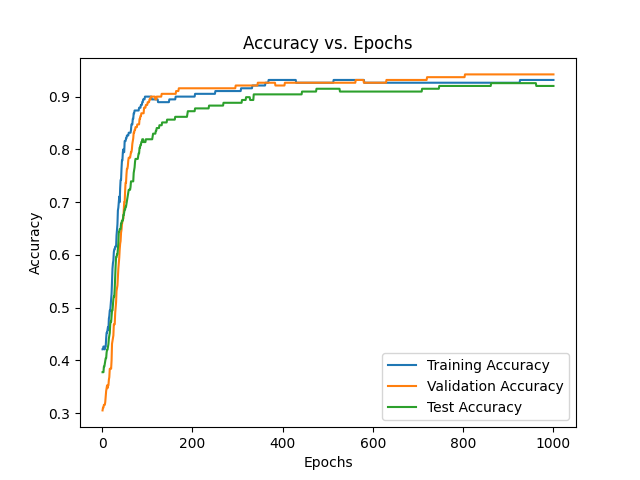 Accuracy vs. Epochs
Accuracy
0.9
0.8
0.7
0.6
0.5
0.4
0.3
0
200
400
600
800
1000
Epochs
Training Accuracy
Validation Accuracy
Test Accuracy